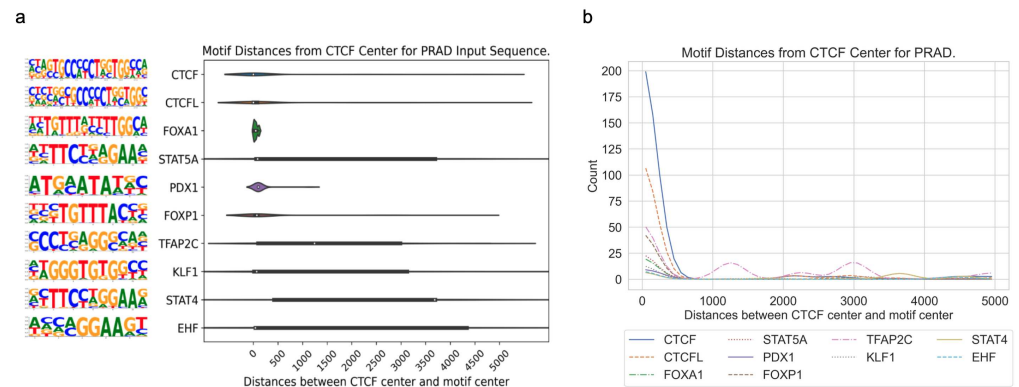 a
Motif Distances from CTCF Center for PRAD Input Sequence.
CTCF
CTCFL
FOXA1
STAT5A
PDX1
FOXP1
TFAP2C
KLF1
STAT4
EHF
0 500 1000 1500 2000 2500 3000 3500 4000 4500 5000
Distances between CTCF center and motif center
b
Motif Distances from CTCF Center for PRAD.
Count
200
175
150
125
100
75
50
25
0
0 1000 2000 3000 4000 5000
Distances between CTCF center and motif center
CTCF STAT5A TFAP2C STAT4
CTCFL PDX1 KLF1 EHF
FOXA1 FOXP1